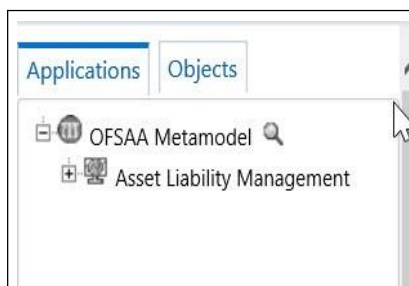 Applications Objects
OFSAA Metamodel
Asset Liability Management